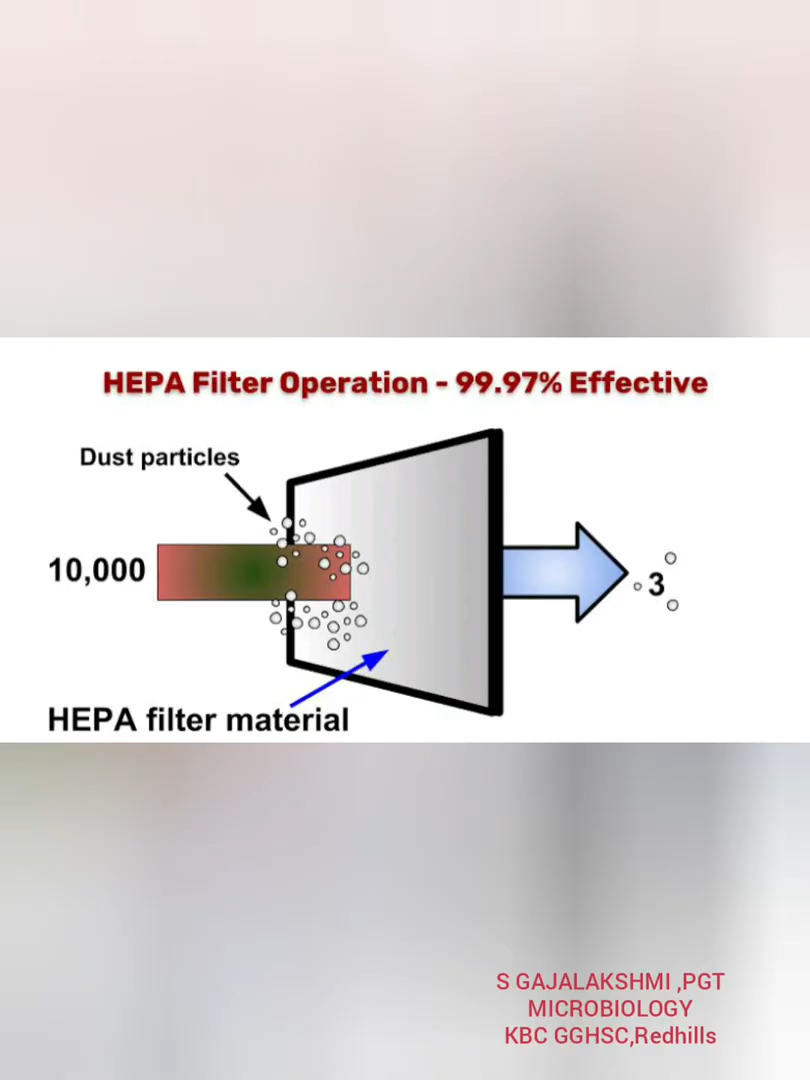 HEPA Filter Operation - 99.97% Effective
Dust particles
10,000
3
HEPA filter material
S GAJALAKSHMI ,PGT
MICROBIOLOGY
KBC GGHSC,Redhills